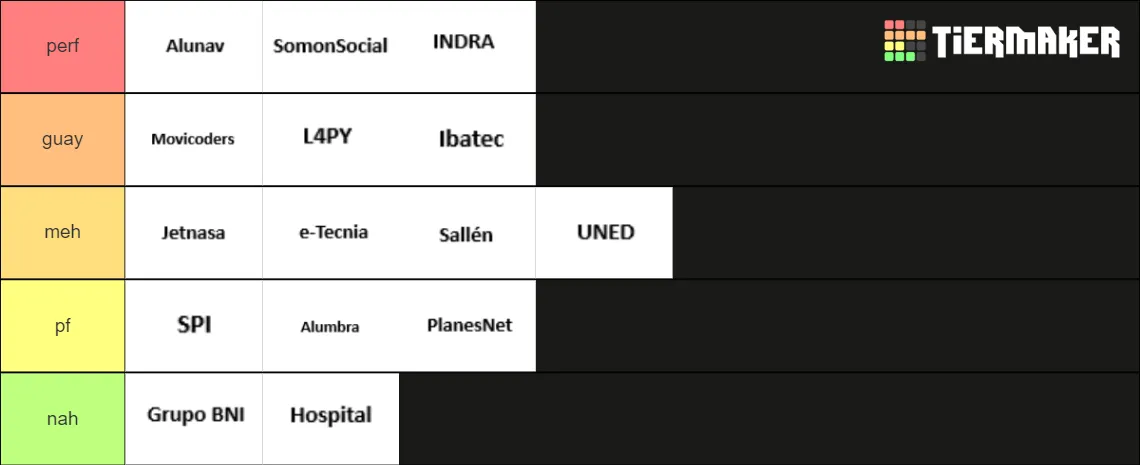 perf
Alunav
SomonSocial
INDRA
TiERMAKER
guay
Movicoders
L4PY
Ibatec
meh
Jetnasa
e-Tecnia
Sallén
UNED
pf
SPI
Alumbra
PlanesNet
nah
Grupo BNI
Hospital